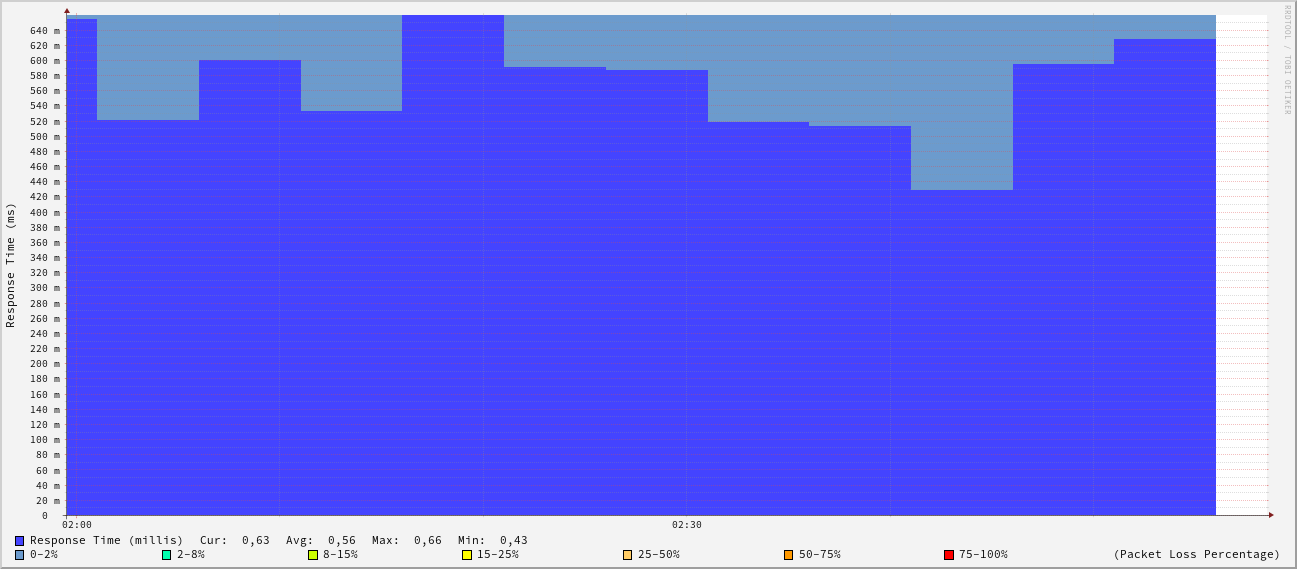 RRDTOOL / TOBI OETIKER
Response Time (ms)
640 m
620 m
600 m
580 m
560 m
540 m
520 m
500 m
480 m
460 m
440 m
420 m
400 m
380 m
360 m
340 m
320 m
300 m
280 m
260 m
240 m
220 m
200 m
180 m
160 m
140 m
120 m
100 m
80 m
60 m
40 m
20 m
0
02:00 02:30
Response Time (millis) Cur: 0,63 Avg: 0,56 Max: 0,66 Min: 0,43
0-2% 2-8% 8-15% 15-25% 25-50% 50-75% 75-100% (Packet Loss Percentage)